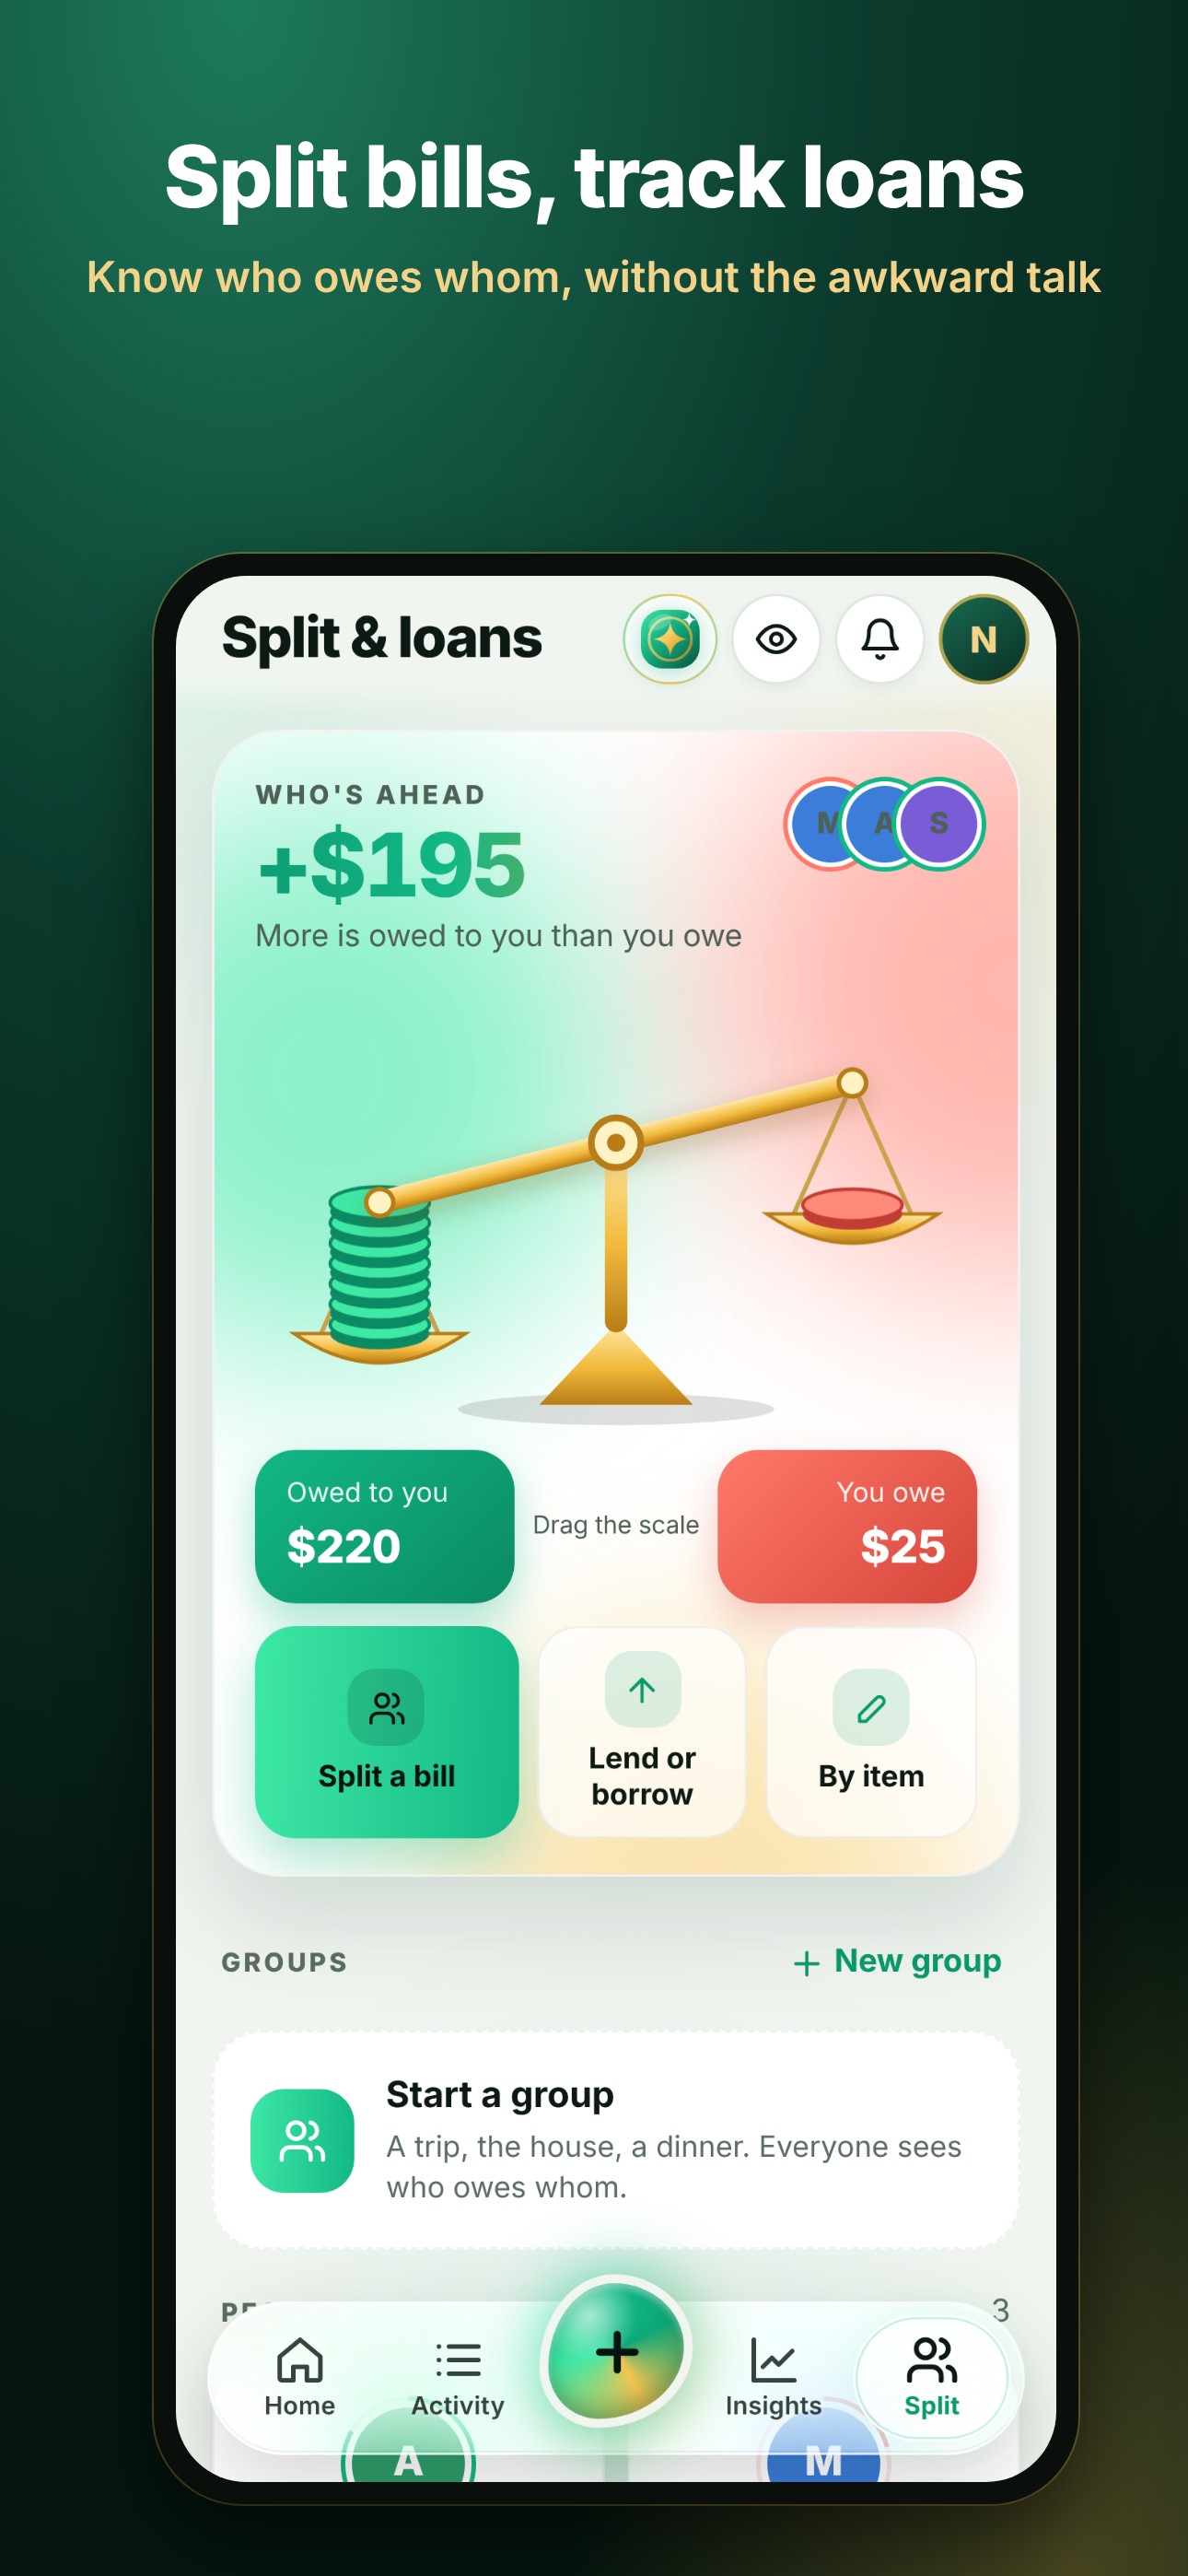 Split bills, track loans
Know who owes whom, without the awkward talk
Split & loans
N
WHO'S AHEAD
M A S
+$195
More is owed to you than you owe
Owed to you
$220
Drag the scale
You owe
$25
Split a bill
Lend or
borrow
By item
GROUPS
+ New group
Start a group
A trip, the house, a dinner. Everyone sees
who owes whom.
3
Home
Activity
Insights
Split
A
M